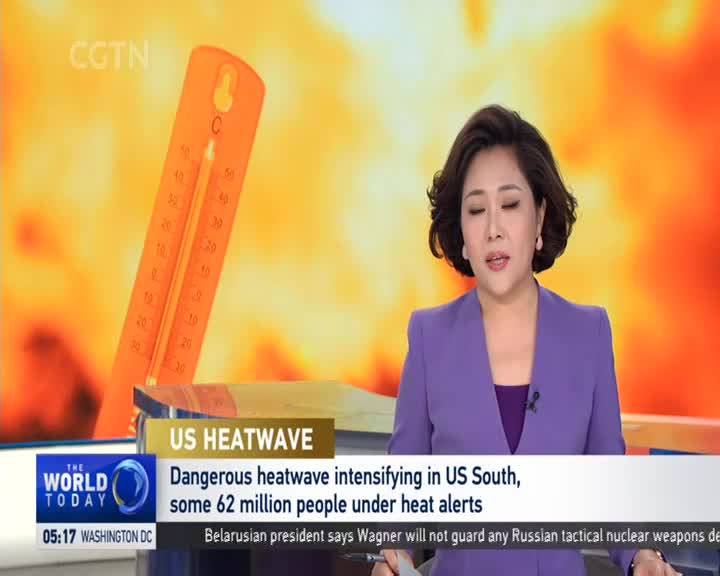 CGTN
C
US HEATWAVE
Dangerous heatwave intensifying in US South,
some 62 million people under heat alerts
THE
WORLD
TODAY
05:17 WASHINGTON DC
Belarusian president says Wagner will not guard any Russian tactical nuclear weapons de